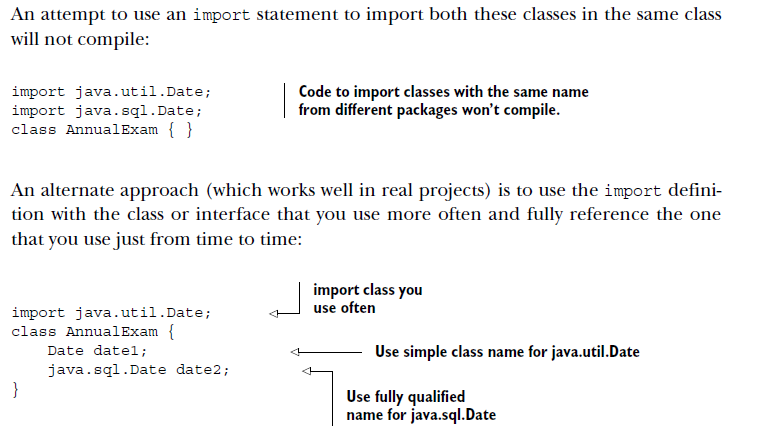 An attempt to use an import statement to import both these classes in the same class
will not compile:
import java.util.Date;
import java.sql.Date;
class AnnualExam { }
Code to import classes with the same name
from different packages won't compile.
An alternate approach (which works well in real projects) is to use the import defini-
tion with the class or interface that you use more often and fully reference the one
that you use just from time to time:
import class you
use often
import java.util.Date;
class AnnualExam {
Date date1;
Use simple class name for java.util.Date
java.sql.Date date2;
}
Use fully qualified
name for java.sql.Date